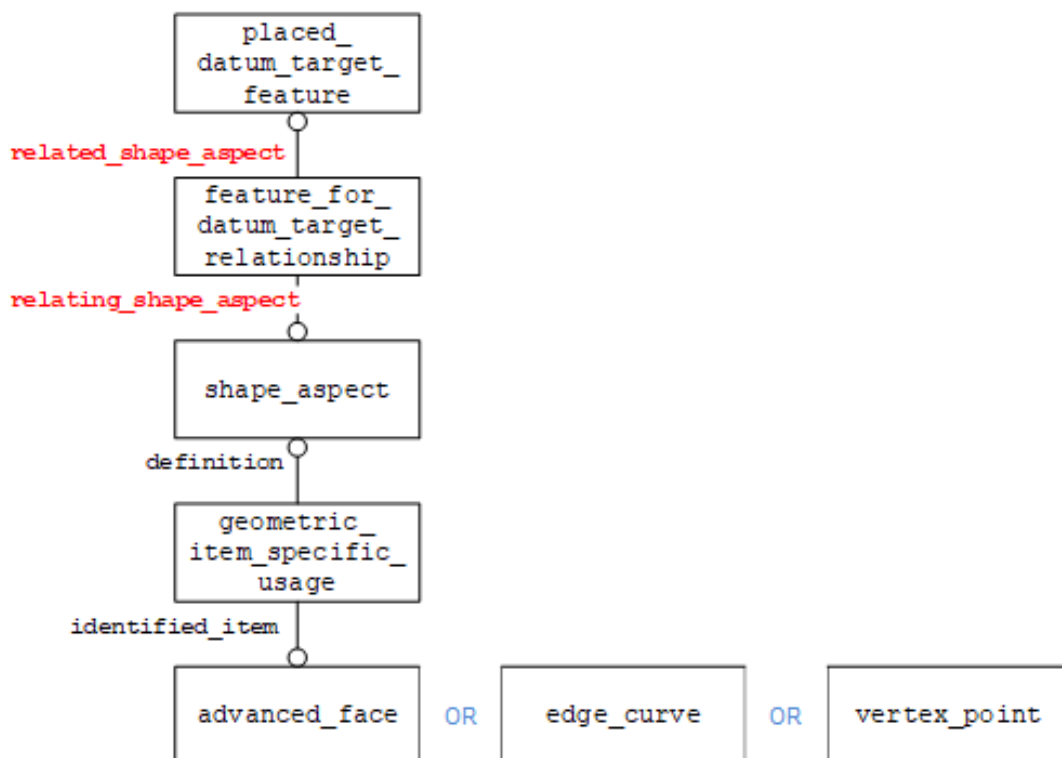 placed_
datum_target_
feature
related_shape_aspect
feature_for_
datum_target_
relationship
relating_shape_aspect
shape_aspect
definition
geometric_
item_specific_
usage
identified_item
advanced_face OR edge_curve OR vertex_point